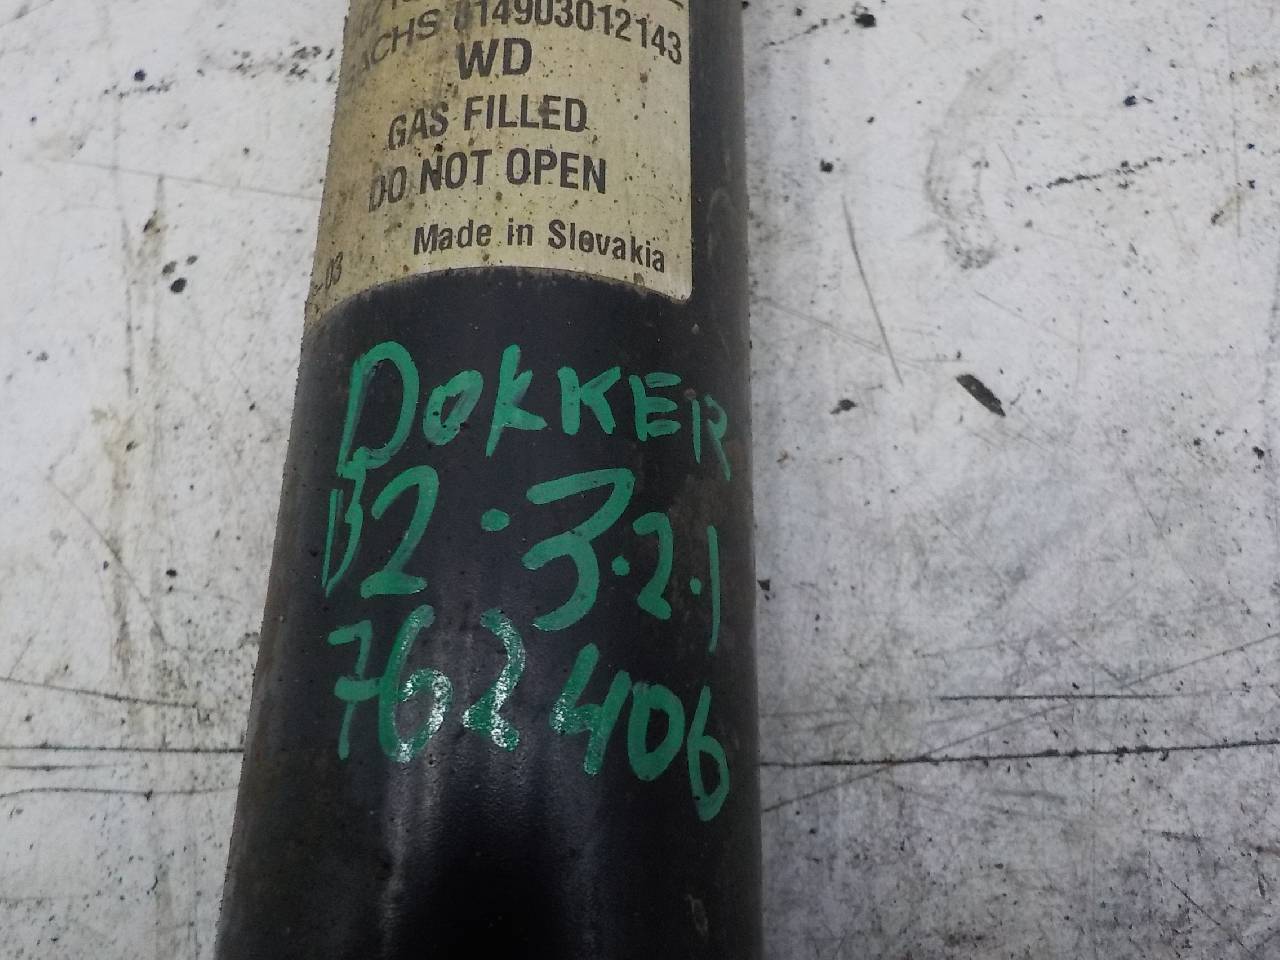 SACHS 814903012143
WD
GAS FILLED
DO NOT OPEN
Made in Slovakia
DOKKER
B2.3.2.1
762406